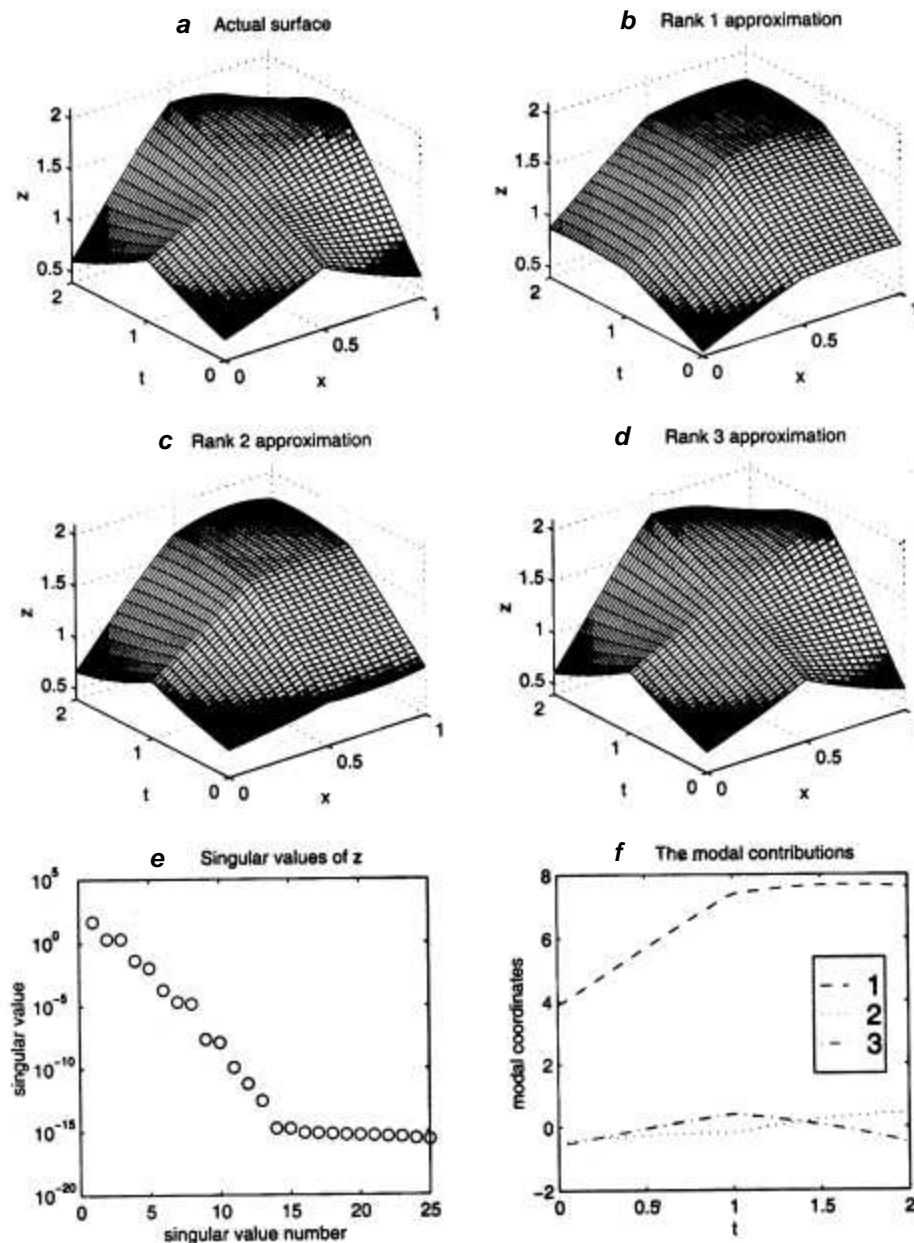 a Actual surface
b Rank 1 approximation
2
1.5
1
0.5
z
2
1
0
t
0
0.5
1
x
2
1.5
1
0.5
z
2
1
0
t
0
0.5
1
x
c Rank 2 approximation
d Rank 3 approximation
2
1.5
1
0.5
z
2
1
0
t
0
0.5
1
x
2
1.5
1
0.5
z
2
1
0
t
0
0.5
1
x
e Singular values of z
10^5
10^0
10^-5
10^-10
10^-15
10^-20
singular value
0 5 10 15 20 25
singular value number
f The modal contributions
8
6
4
2
0
-2
modal coordinates
1
2
3
0 0.5 1 1.5 2
t